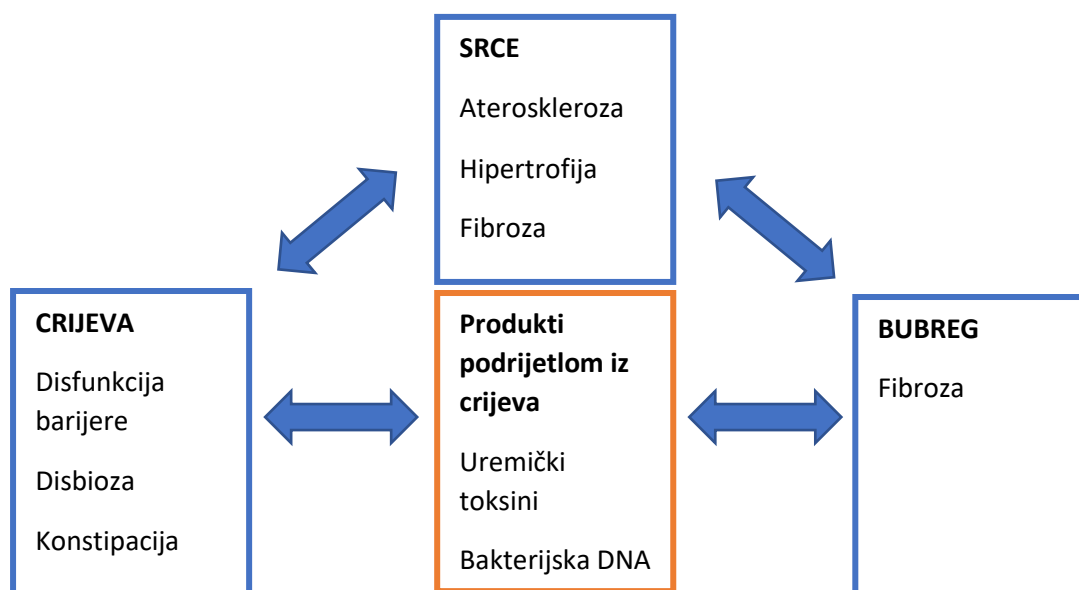 SRCE
Ateroskleroza
Hipertrofija
Fibroza
CRIJEVA
Disfunkcija
barijere
Disbioza
Konstipacija
Produkti
podrijetlom iz
crijeva
Uremički
toksini
Bakterijska DNA
BUBREG
Fibroza